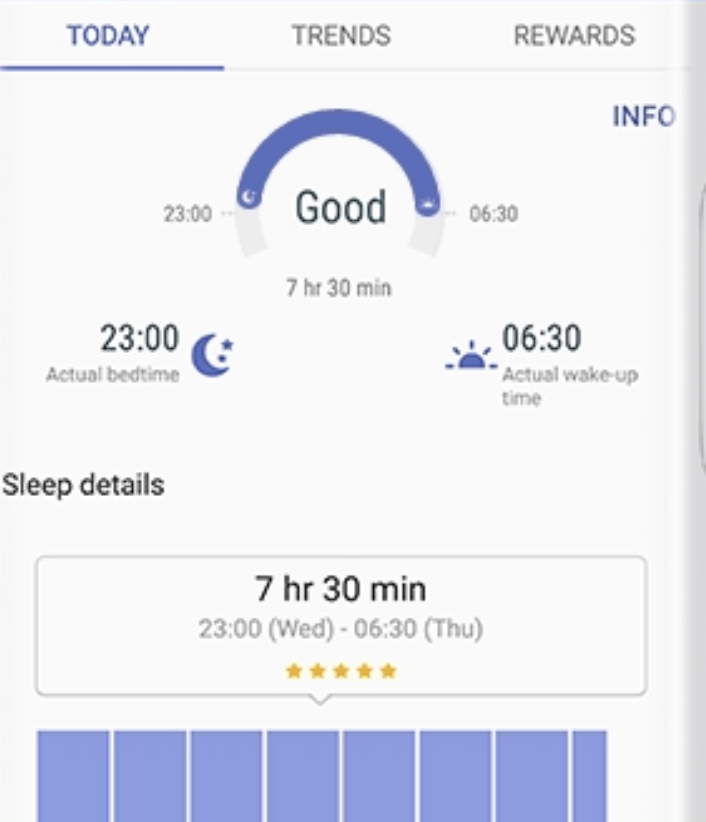 TODAY TRENDS REWARDS
INFO
Good
23:00 06:30
7 hr 30 min
23:00 06:30
Actual bedtime Actual wake-up
time
Sleep details
7 hr 30 min
23:00 (Wed) - 06:30 (Thu)